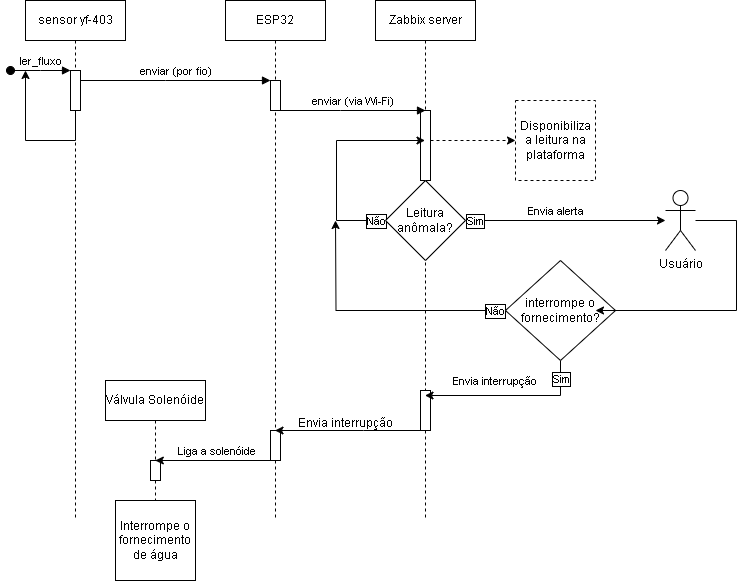 sensor yf-403
ESP32
Zabbix server
ler_fluxo
enviar (por fio)
enviar (via Wi-Fi)
Disponibiliza
a leitura na
plataforma
Leitura
anômala?
Não
Sim
Envia alerta
Usuário
interrompe o
fornecimento?
Não
Sim
Envia interrupção
Válvula Solenóide
Envia interrupção
Liga a solenóide
Interrompe o
fornecimento
de água